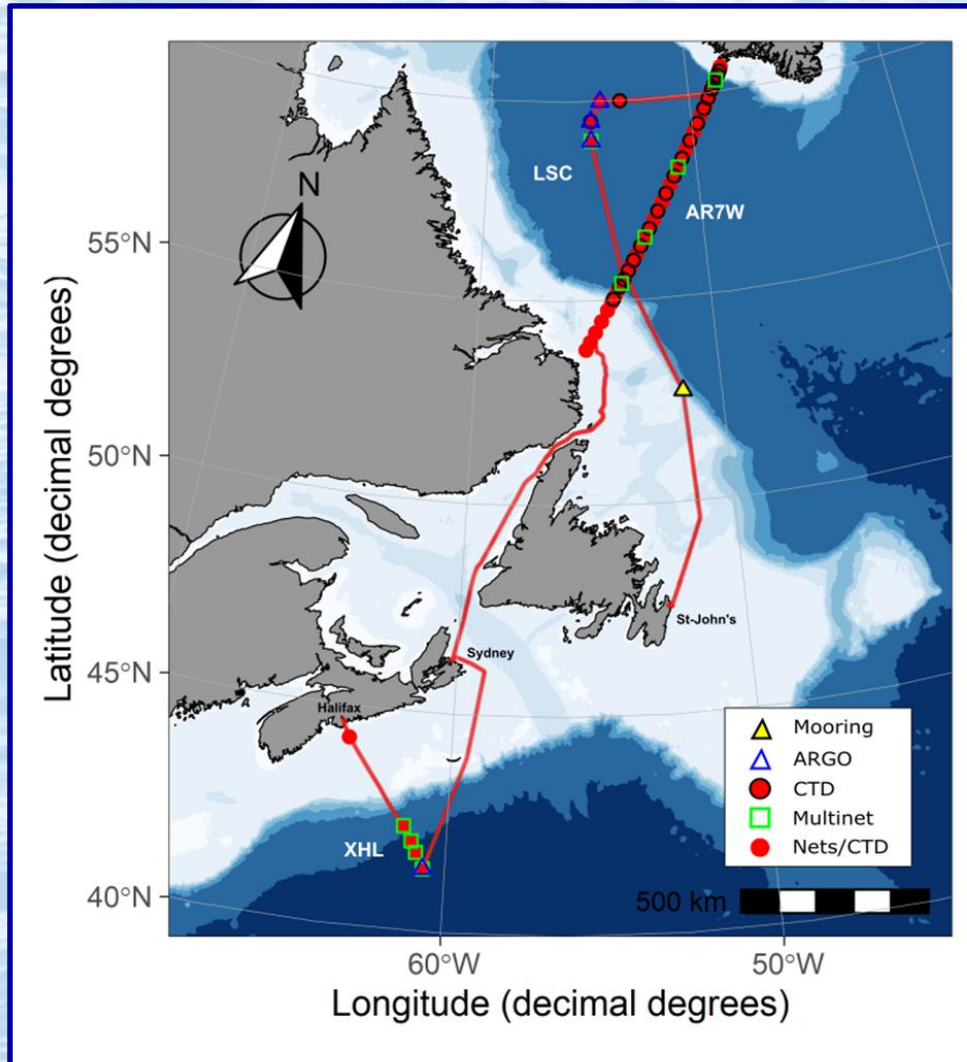 N
LSC
AR7W
55°N
50°N
45°N
40°N
Latitude (decimal degrees)
St-John's
Sydney
Halifax
XHL
Mooring
ARGO
CTD
Multinet
Nets/CTD
500 km
60°W
50°W
Longitude (decimal degrees)